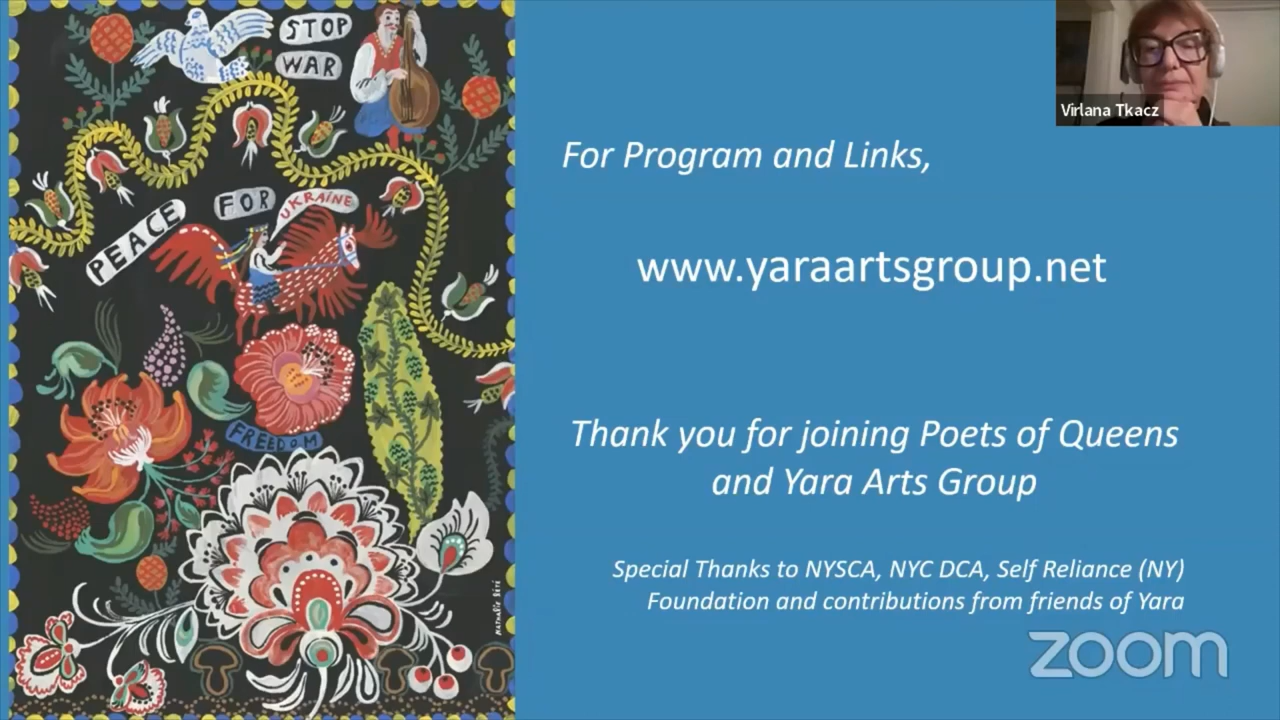 STOP
WAR
PEACE
FOR
UKRAINE
FREEDOM
NATHALIE LÉTÉ
For Program and Links,
www.yaraartsgroup.net
Thank you for joining Poets of Queens
and Yara Arts Group
Special Thanks to NYSCA, NYC DCA, Self Reliance (NY)
Foundation and contributions from friends of Yara
Virlana Tkacz
zoom